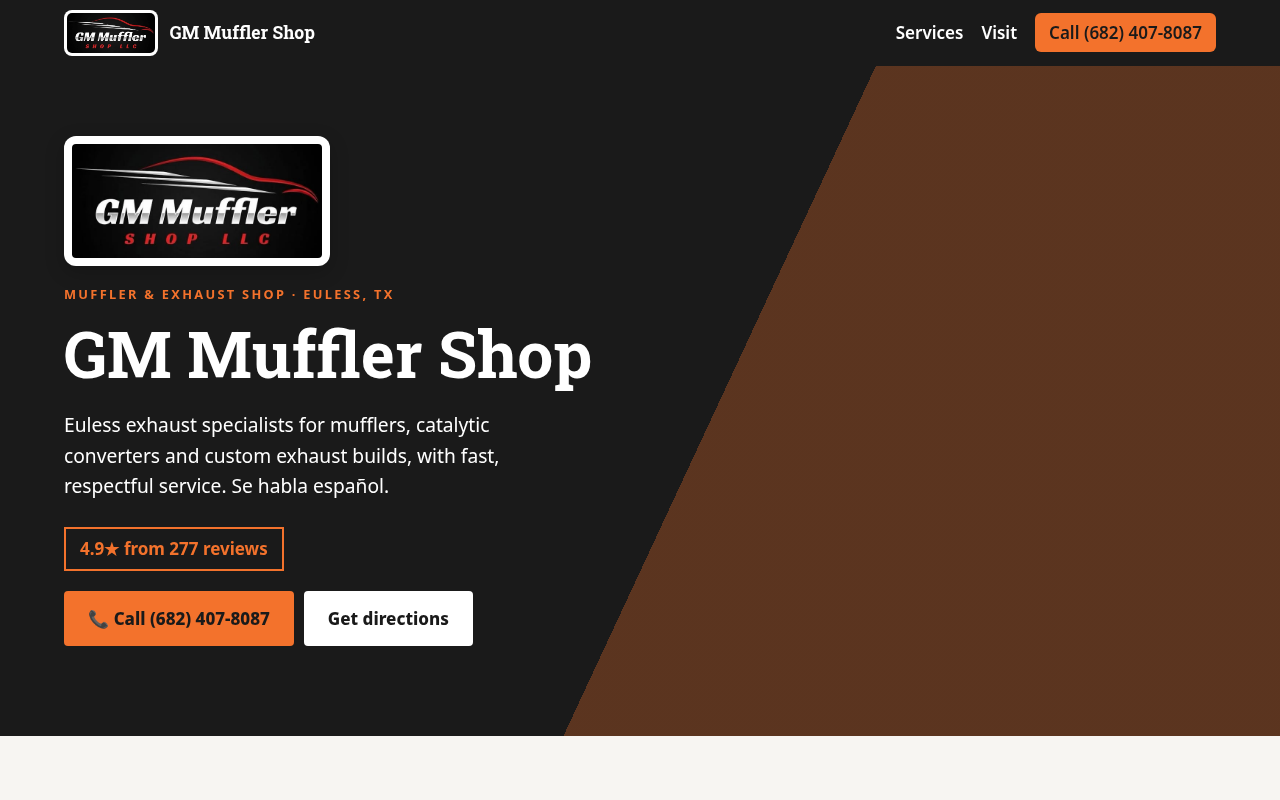 GM Muffler
SHOP LLC
GM Muffler Shop
Services
Visit
Call (682) 407-8087
GM Muffler
SHOP LLC
MUFFLER & EXHAUST SHOP · EULESS, TX
GM Muffler Shop
Euless exhaust specialists for mufflers, catalytic
converters and custom exhaust builds, with fast,
respectful service. Se habla español.
4.9★ from 277 reviews
📞 Call (682) 407-8087
Get directions